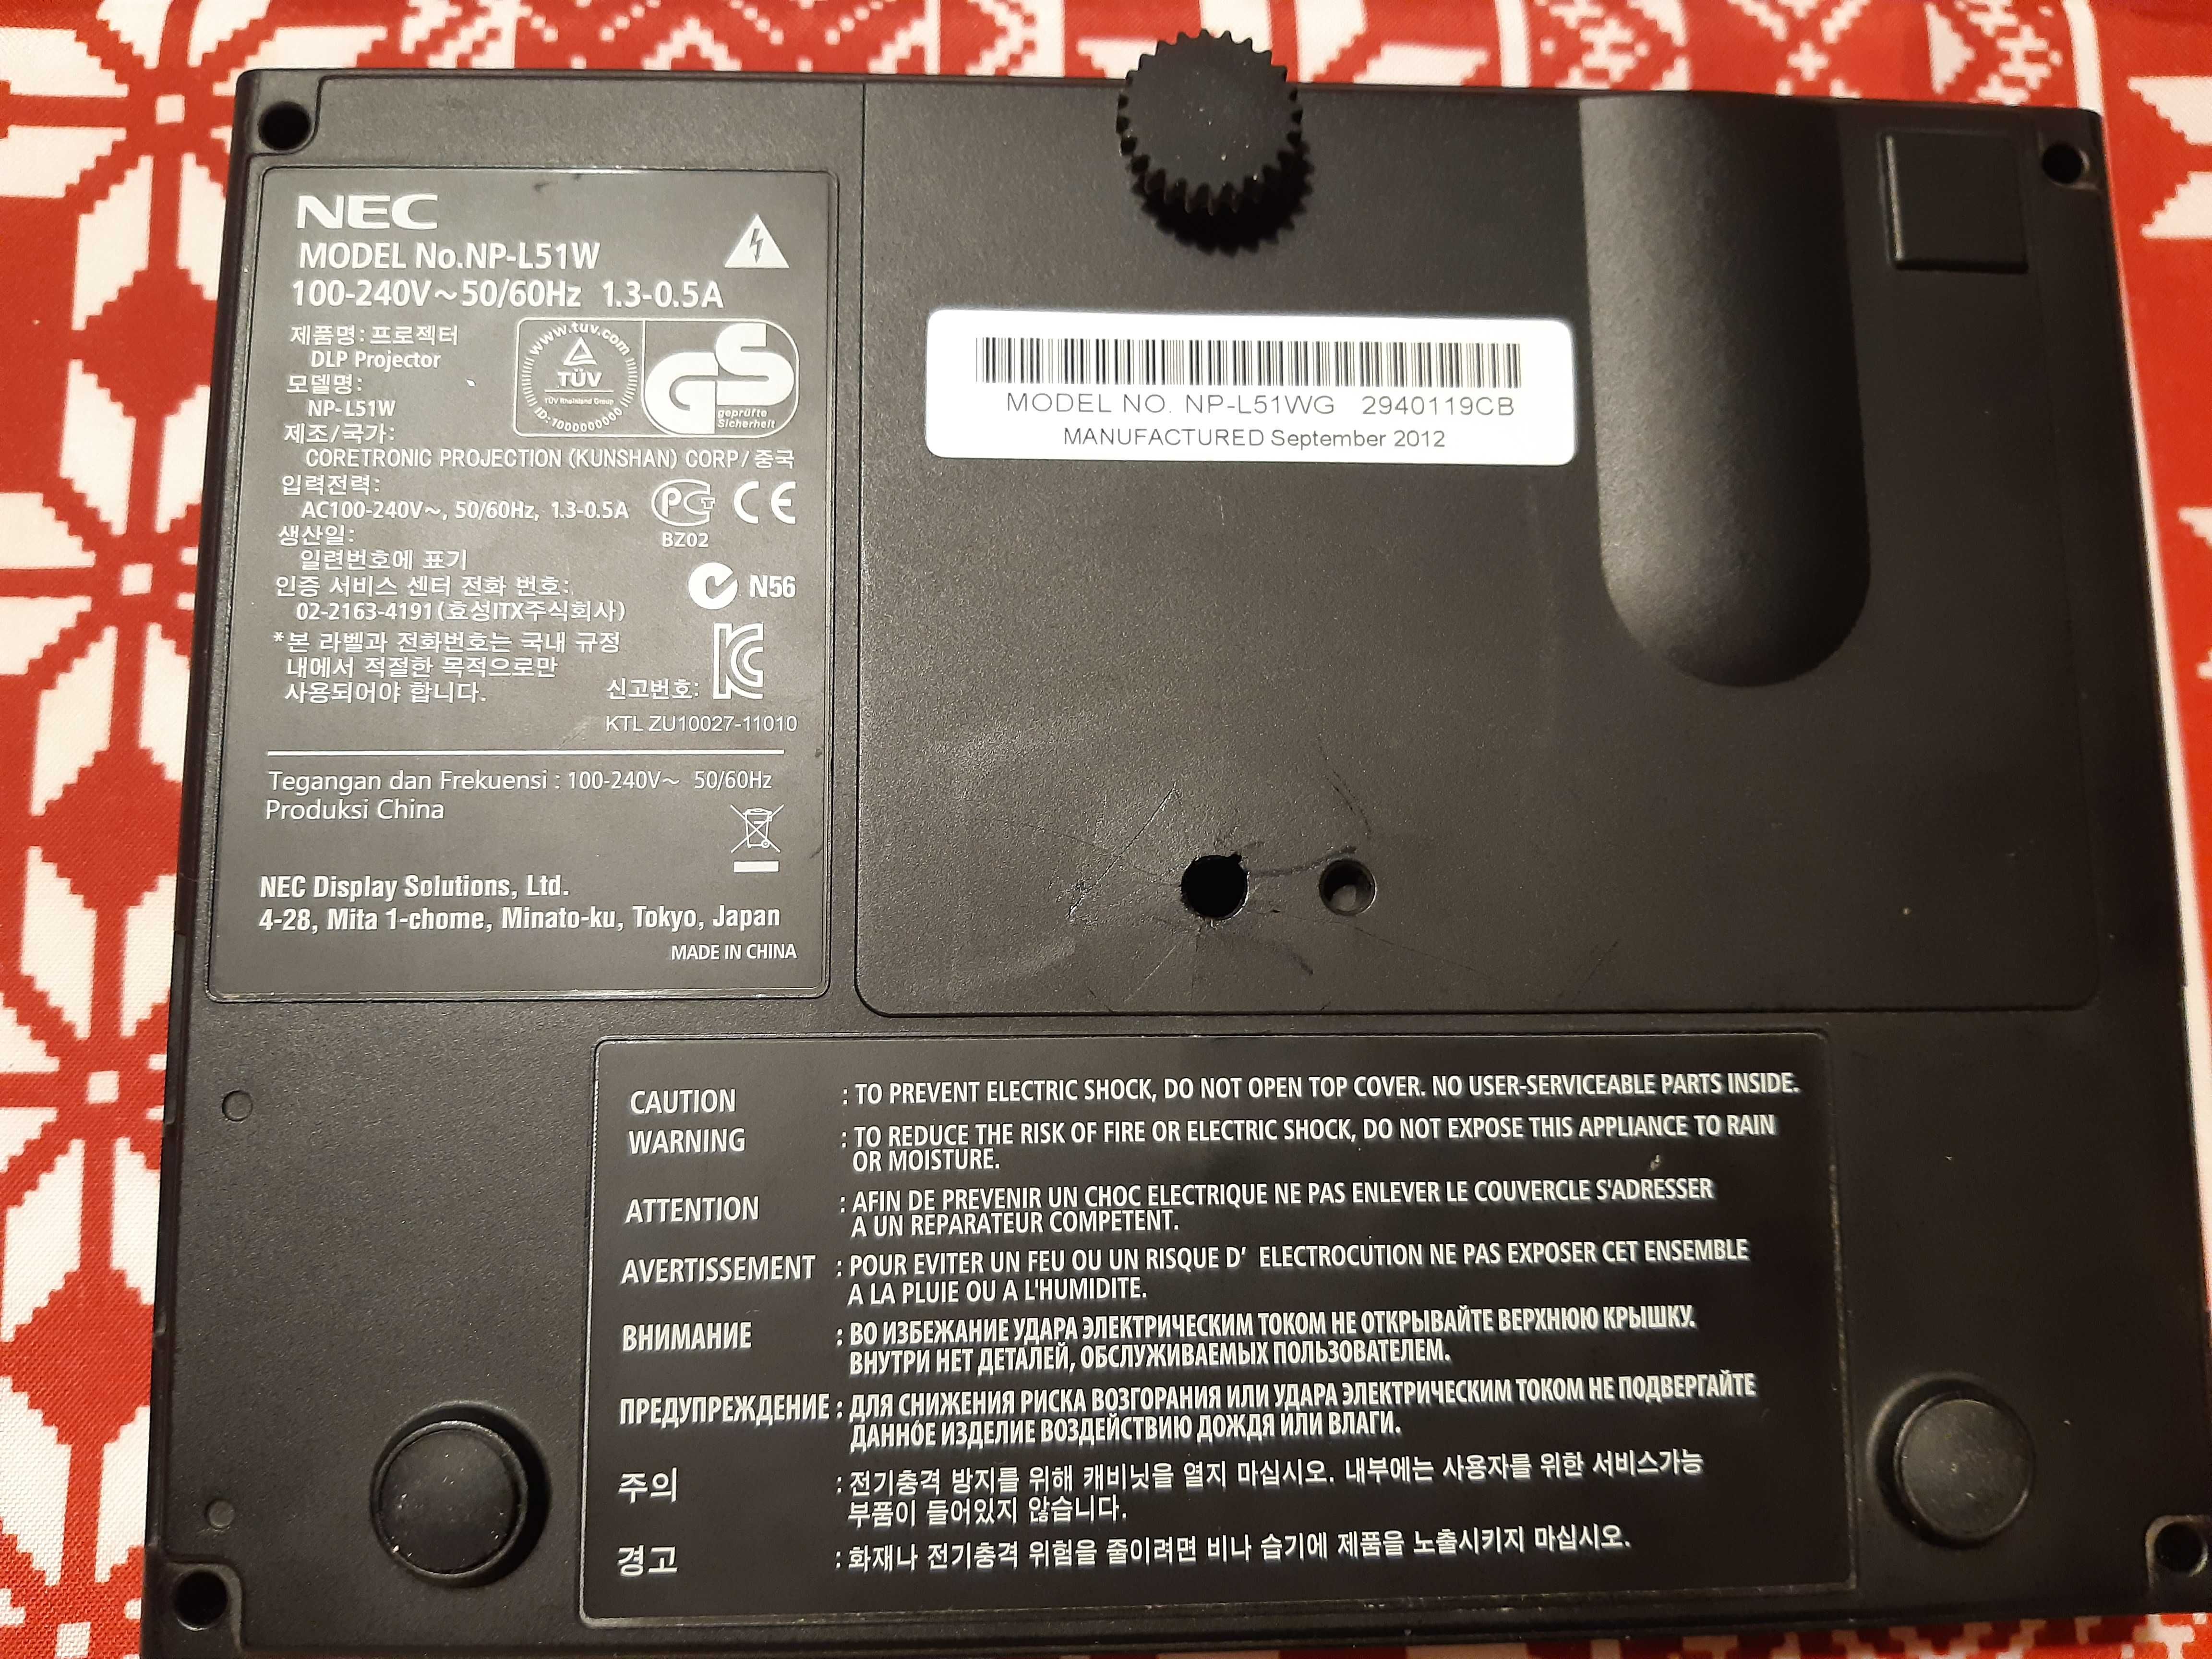 NEC
MODEL No.NP-L51W
100-240V~50/60Hz 1.3-0.5A
제품명: 프로젝터
DLP Projector
모델명:
NP-L51W
제조/국가:
CORETRONIC PROJECTION (KUNSHAN) CORP/중국
입력전력:
AC100-240V~, 50/60Hz, 1.3-0.5A
생산일:
일련번호에 표기
인증 서비스 센터 전화 번호:
02-2163-4191(효성ITX주식회사)
*본 라벨과 전화번호는 국내 규정
내에서 적절한 목적으로만
사용되어야 합니다.
www.tuv.com
TÜV
TÜV Rheinland Group
ID:1000000000
GS
geprüfte
Sicherheit
PCT CE
BZ02
N56
신고번호:
KTL ZU10027-11010
Tegangan dan Frekuensi : 100-240V~ 50/60Hz
Produksi China
NEC Display Solutions, Ltd.
4-28, Mita 1-chome, Minato-ku, Tokyo, Japan
MADE IN CHINA
MODEL NO. NP-L51WG 2940119CB
MANUFACTURED September 2012
CAUTION : TO PREVENT ELECTRIC SHOCK, DO NOT OPEN TOP COVER. NO USER-SERVICEABLE PARTS INSIDE.
WARNING : TO REDUCE THE RISK OF FIRE OR ELECTRIC SHOCK, DO NOT EXPOSE THIS APPLIANCE TO RAIN
OR MOISTURE.
ATTENTION : AFIN DE PREVENIR UN CHOC ELECTRIQUE NE PAS ENLEVER LE COUVERCLE S'ADRESSER
A UN REPARATEUR COMPETENT.
AVERTISSEMENT : POUR EVITER UN FEU OU UN RISQUE D' ELECTROCUTION NE PAS EXPOSER CET ENSEMBLE
A LA PLUIE OU A L'HUMIDITE.
ВНИМАНИЕ : ВО ИЗБЕЖАНИЕ УДАРА ЭЛЕКТРИЧЕСКИМ ТОКОМ НЕ ОТКРЫВАЙТЕ ВЕРХНЮЮ КРЫШКУ.
ВНУТРИ НЕТ ДЕТАЛЕЙ, ОБСЛУЖИВАЕМЫХ ПОЛЬЗОВАТЕЛЕМ.
ПРЕДУПРЕЖДЕНИЕ : ДЛЯ СНИЖЕНИЯ РИСКА ВОЗГОРАНИЯ ИЛИ УДАРА ЭЛЕКТРИЧЕСКИМ ТОКОМ НЕ ПОДВЕРГАЙТЕ
ДАННОЕ ИЗДЕЛИЕ ВОЗДЕЙСТВИЮ ДОЖДЯ ИЛИ ВЛАГИ.
주의 : 전기충격 방지를 위해 캐비닛을 열지 마십시오. 내부에는 사용자를 위한 서비스가능
부품이 들어있지 않습니다.
경고 : 화재나 전기충격 위험을 줄이려면 비나 습기에 제품을 노출시키지 마십시오.